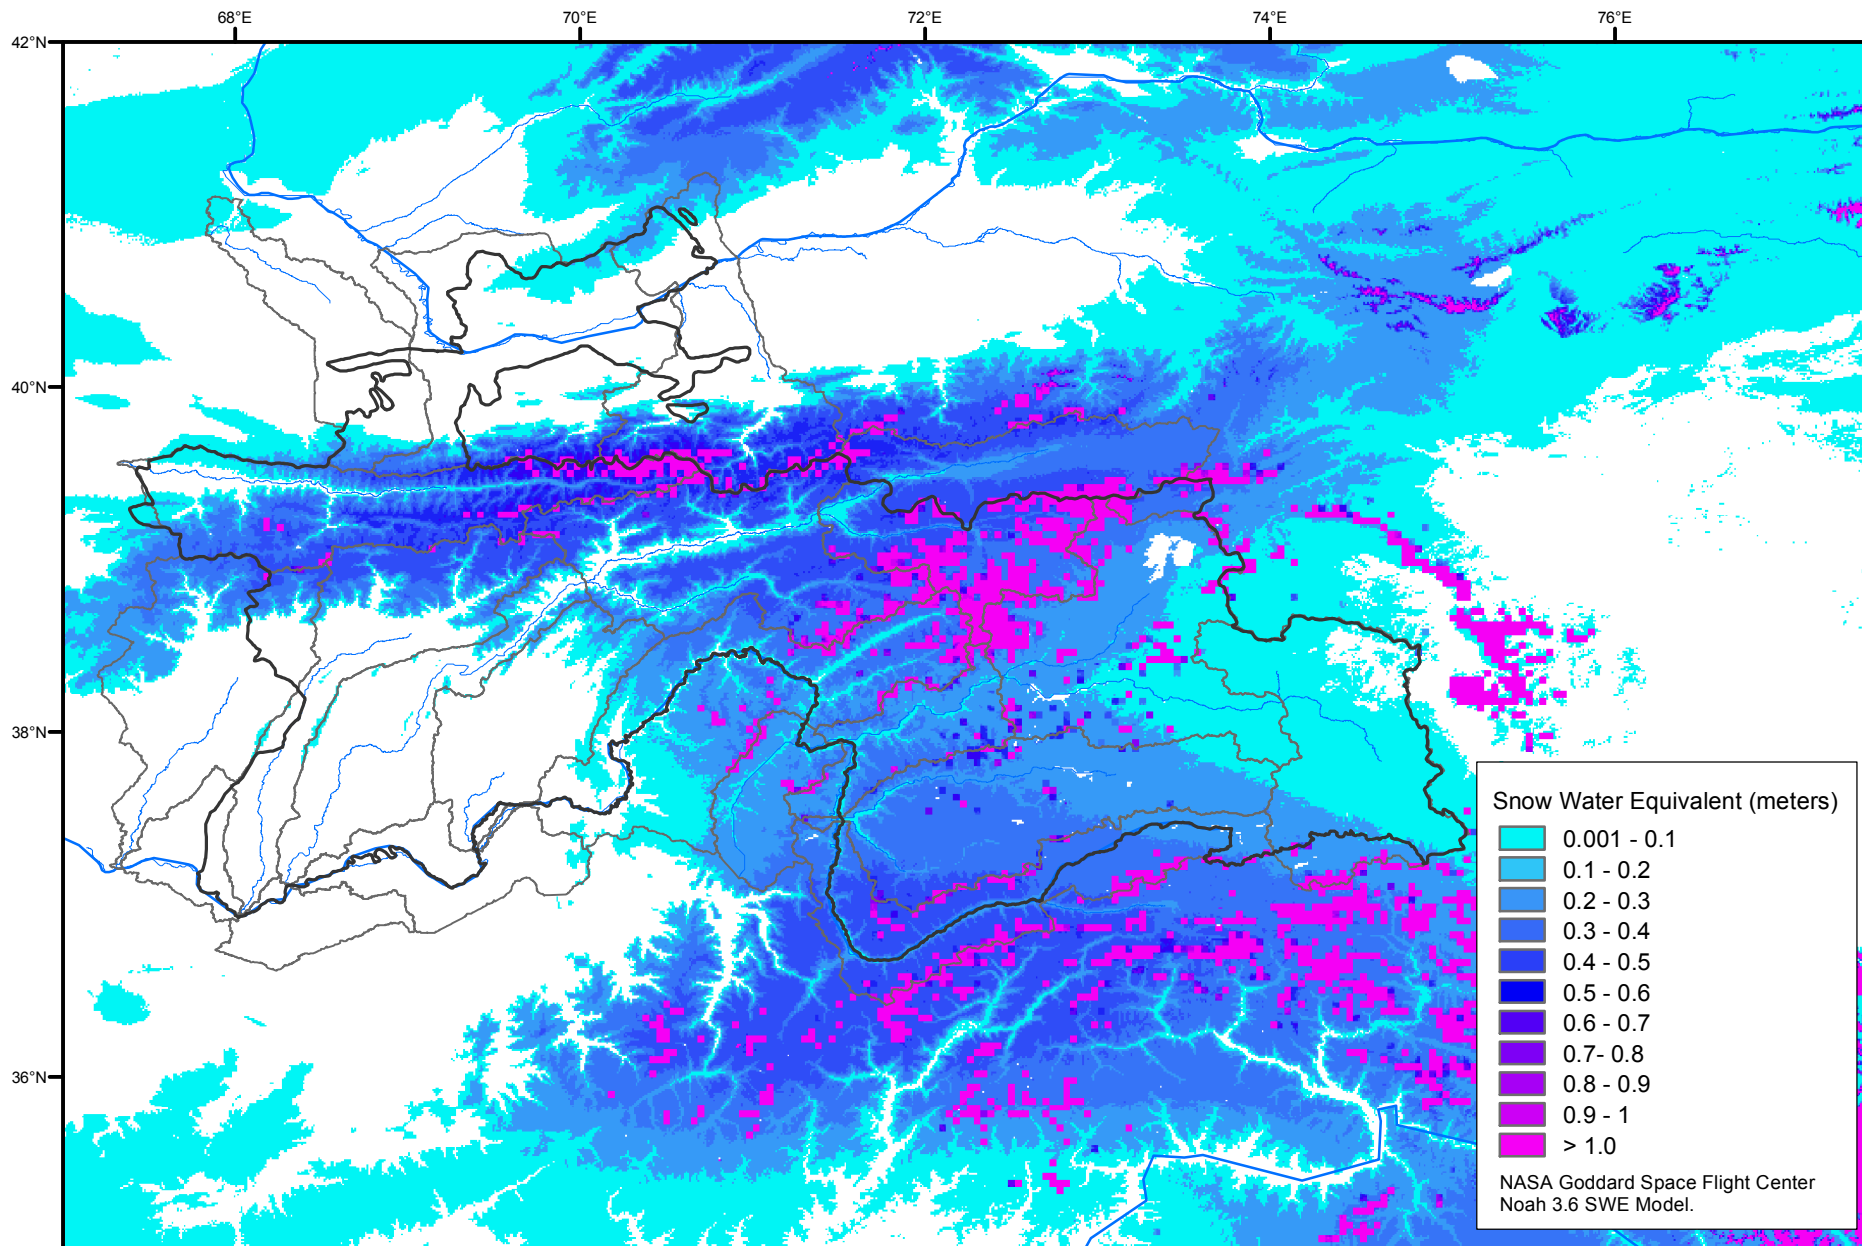 68°E 70°E 72°E 74°E 76°E
42°N
40°N
38°N
36°N
Snow Water Equivalent (meters)
0.001 - 0.1
0.1 - 0.2
0.2 - 0.3
0.3 - 0.4
0.4 - 0.5
0.5 - 0.6
0.6 - 0.7
0.7- 0.8
0.8 - 0.9
0.9 - 1
> 1.0
NASA Goddard Space Flight Center
Noah 3.6 SWE Model.